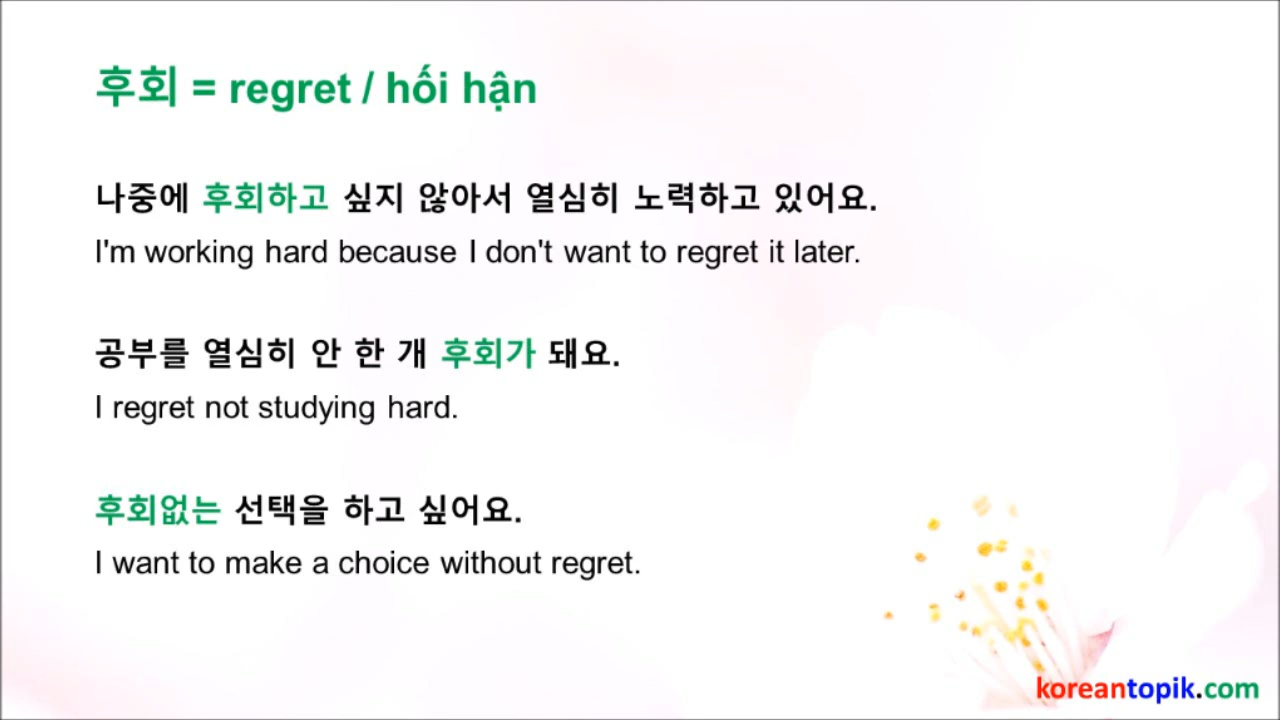 후회 = regret / hối hận
나중에 후회하고 싶지 않아서 열심히 노력하고 있어요.
I'm working hard because I don't want to regret it later.
공부를 열심히 안 한 개 후회가 돼요.
I regret not studying hard.
후회없는 선택을 하고 싶어요.
I want to make a choice without regret.
koreantopik.com